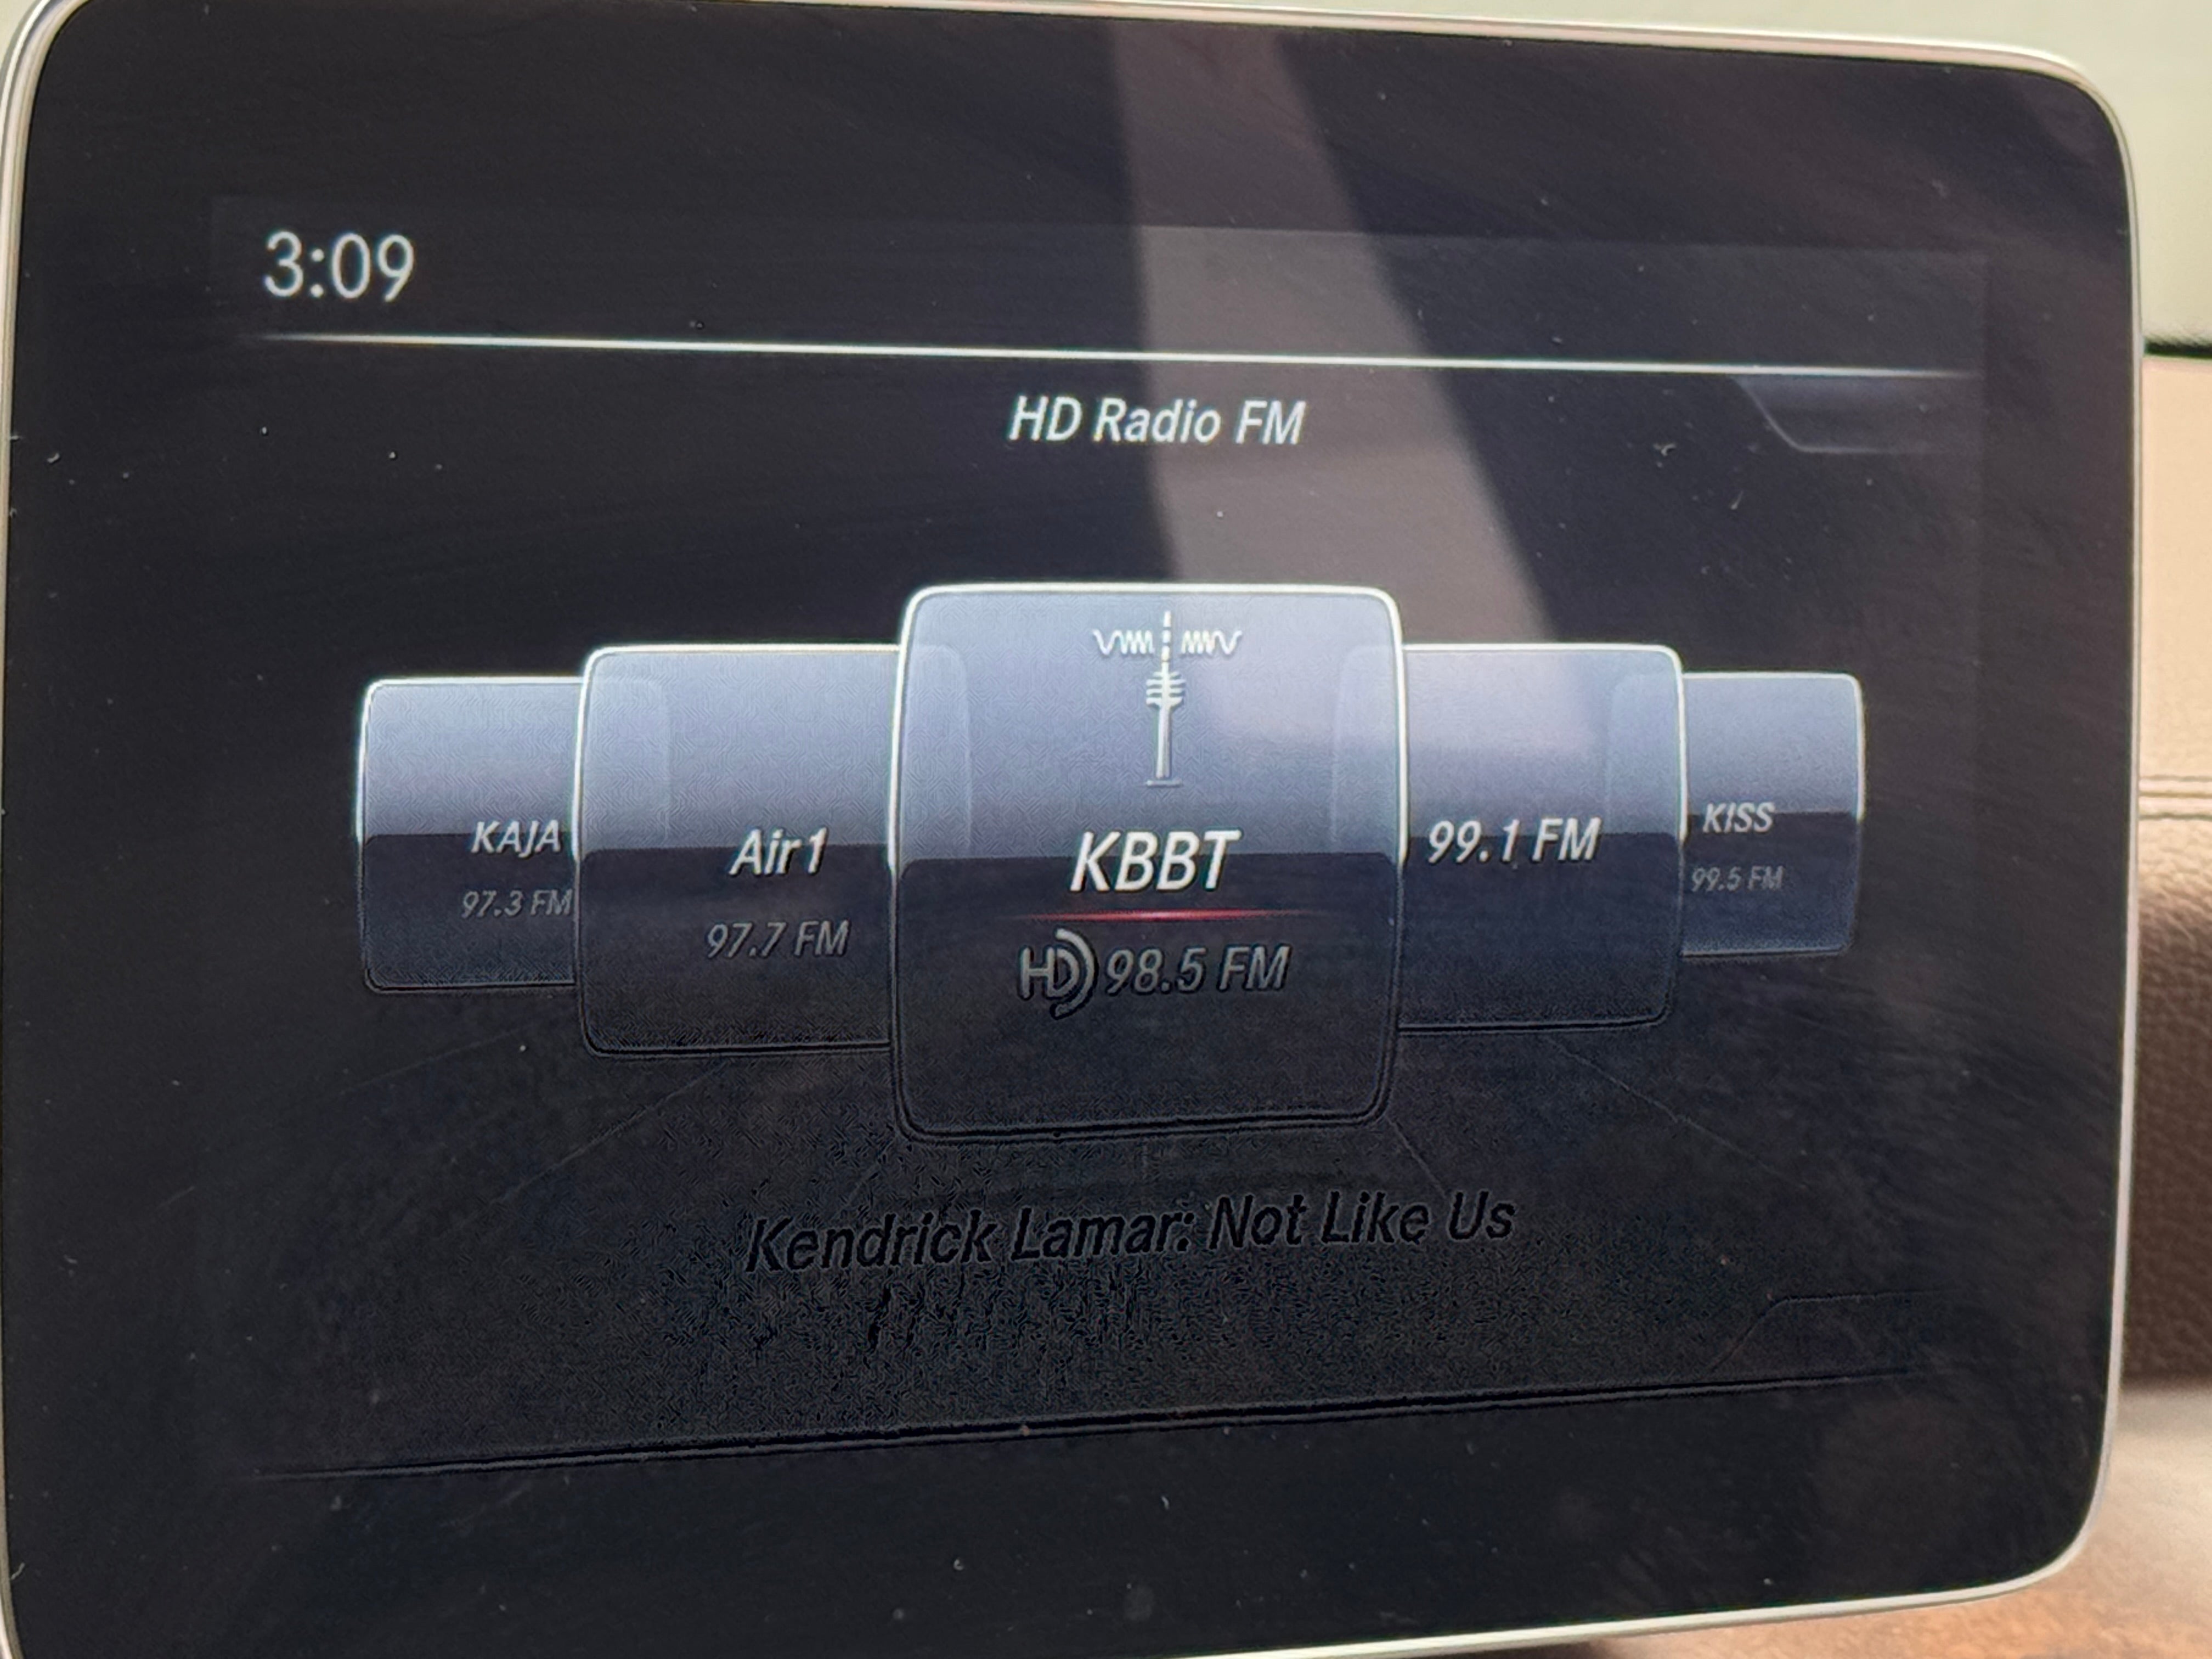 3:09
HD Radio FM
KAJA
97.3 FM
Air1
97.7 FM
KBBT
HD 98.5 FM
99.1 FM
KISS
99.5 FM
Kendrick Lamar: Not Like Us